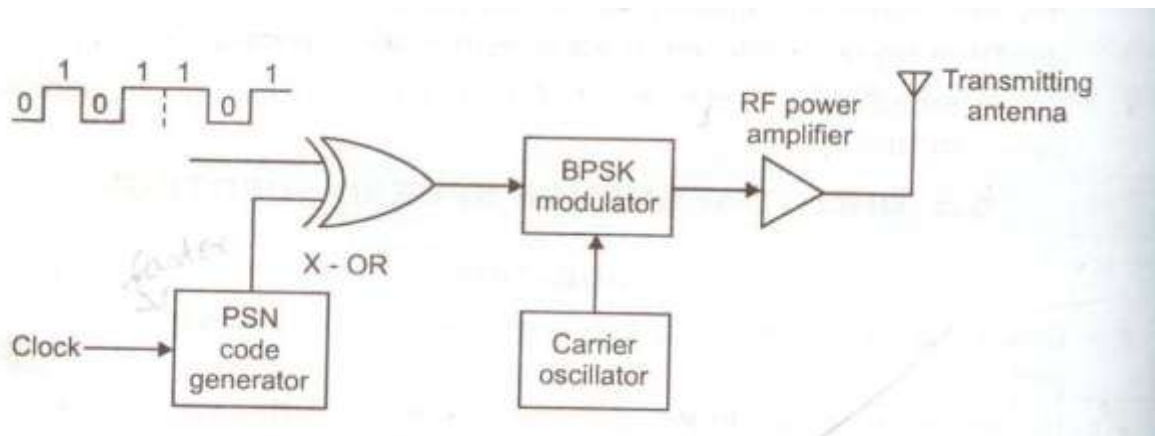 0 1 0 1 1 0 1
Transmitting
antenna
RF power
amplifier
BPSK
modulator
X - OR
faster
Clock
PSN
code
generator
Carrier
oscillator